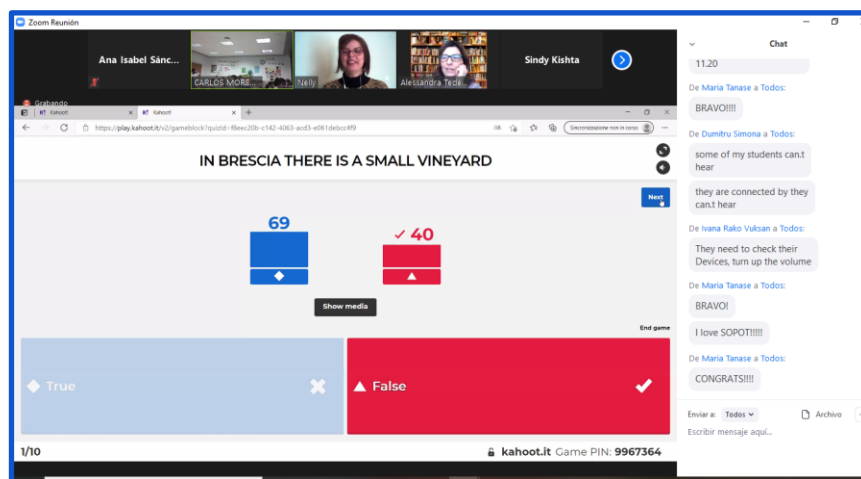 Zoom Reunión
Ana Isabel Sánc...
CARLOS MORE...
Nelly
Alessandra Tede...
Sindy Kishta
Grabando
Kahoot!
Kahoot!
https://play.kahoot.it/v2/gameblock?quizId=f8eec20b-c142-4063-acd3-e061debcc4f9
Sincronizzazione non in corso
IN BRESCIA THERE IS A SMALL VINEYARD
Next
69
40
Show media
End game
True
False
1/10
kahoot.it Game PIN: 9967364
Chat
11.20
De Maria Tanase a Todos:
BRAVO!!!!
De Dumitru Simona a Todos:
some of my students can.t
hear
they are connected by they
can.t hear
De Ivana Rako Vuksan a Todos:
They need to check their
Devices, turn up the volume
De Maria Tanase a Todos:
BRAVO!
I love SOPOT!!!!!
De Maria Tanase a Todos:
CONGRATS!!!!
Enviar a: Todos
Archivo
Escribir mensaje aquí...